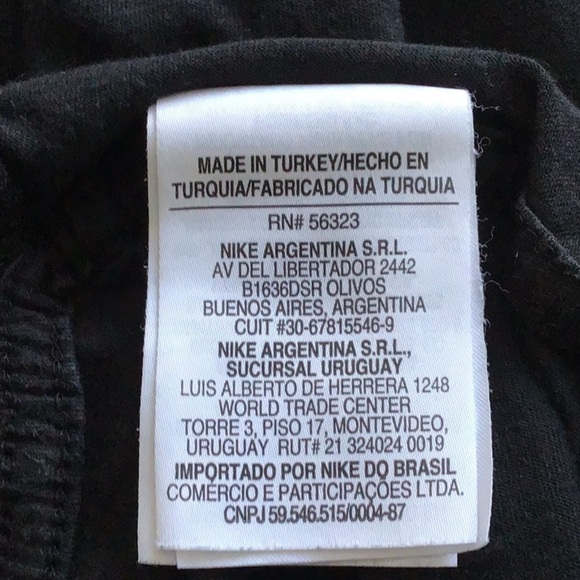 MADE IN TURKEY/HECHO EN
TURQUIA/FABRICADO NA TURQUIA
RN# 56323
NIKE ARGENTINA S.R.L.
AV DEL LIBERTADOR 2442
B1636DSR OLIVOS
BUENOS AIRES, ARGENTINA
CUIT #30-67815546-9
NIKE ARGENTINA S.R.L.,
SUCURSAL URUGUAY
LUIS ALBERTO DE HERRERA 1248
WORLD TRADE CENTER
TORRE 3, PISO 17, MONTEVIDEO,
URUGUAY RUT# 21 324024 0019
IMPORTADO POR NIKE DO BRASIL
COMÉRCIO E PARTICIPAÇÕES LTDA.
CNPJ 59.546.515/0004-87